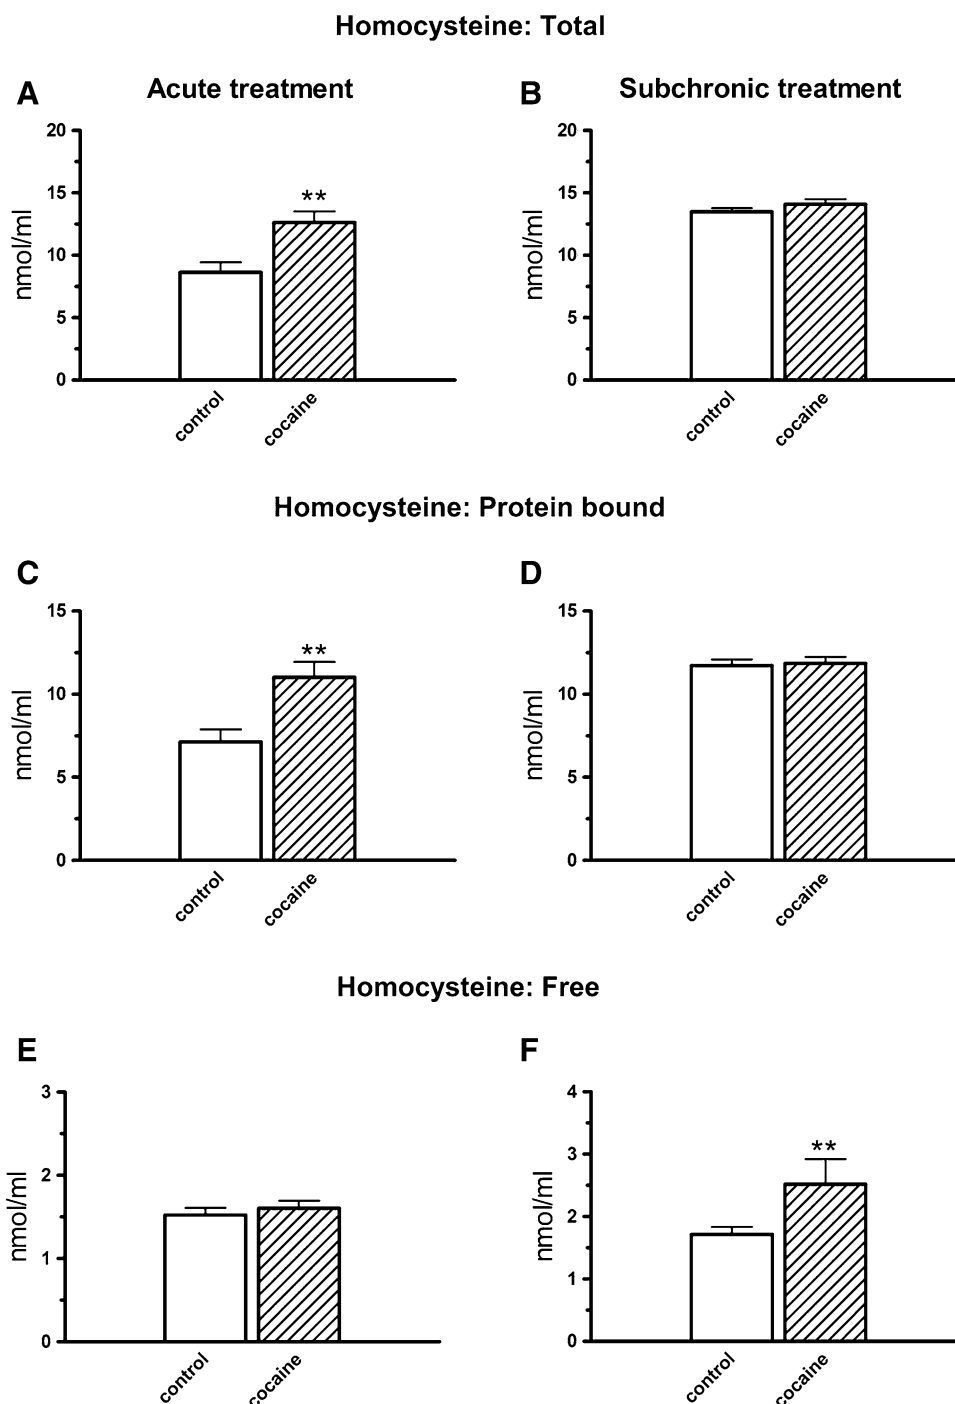 Homocysteine: Total
A Acute treatment
B Subchronic treatment
20
15
10
5
0
nmol/ml
**
control
cocaine
20
15
10
5
0
nmol/ml
control
cocaine
Homocysteine: Protein bound
C
15
10
5
0
nmol/ml
**
control
cocaine
D
15
10
5
0
nmol/ml
control
cocaine
Homocysteine: Free
E
3
2
1
0
nmol/ml
control
cocaine
F
4
3
2
1
0
nmol/ml
**
control
cocaine